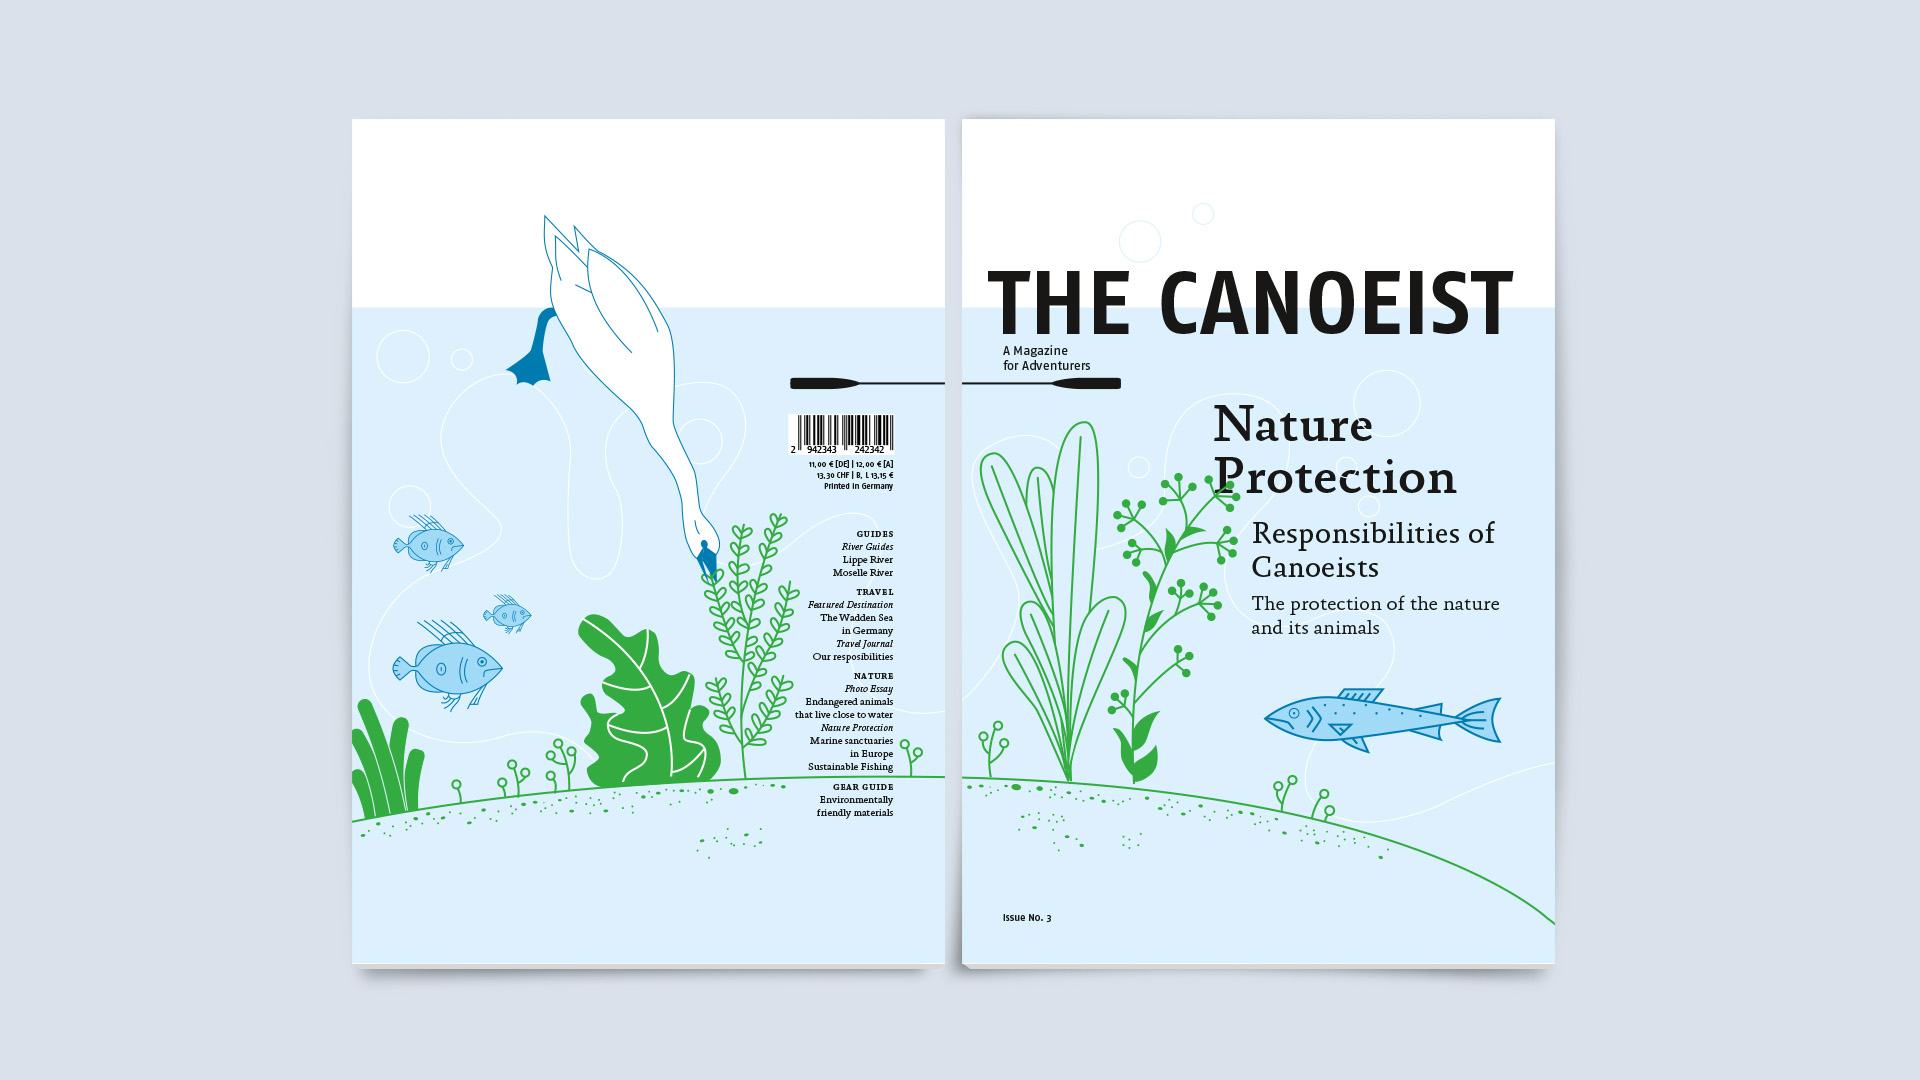 2 942343 242342
11,00 € [DE] | 12,00 € [A]
13,30 CHF | B, L 13,15 €
Printed in Germany
GUIDES
River Guides
Lippe River
Moselle River
TRAVEL
Featured Destination
The Wadden Sea
in Germany
Travel Journal
Our resposibilities
NATURE
Photo Essay
Endangered animals
that live close to water
Nature Protection
Marine sanctuaries
in Europe
Sustainable Fishing
GEAR GUIDE
Environmentally
friendly materials
THE CANOEIST
A Magazine
for Adventurers
Nature
Protection
Responsibilities of
Canoeists
The protection of the nature
and its animals
Issue No. 3